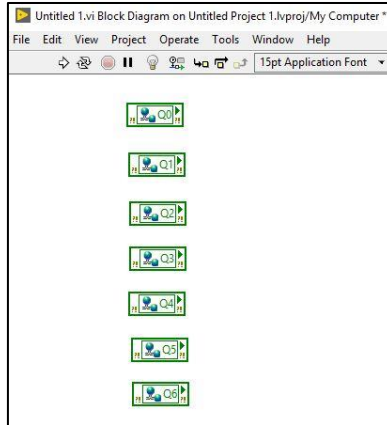 Untitled 1.vi Block Diagram on Untitled Project 1.lvproj/My Computer *
File Edit View Project Operate Tools Window Help
15pt Application Font
Q0
Q1
Q2
Q3
Q4
Q5
Q6